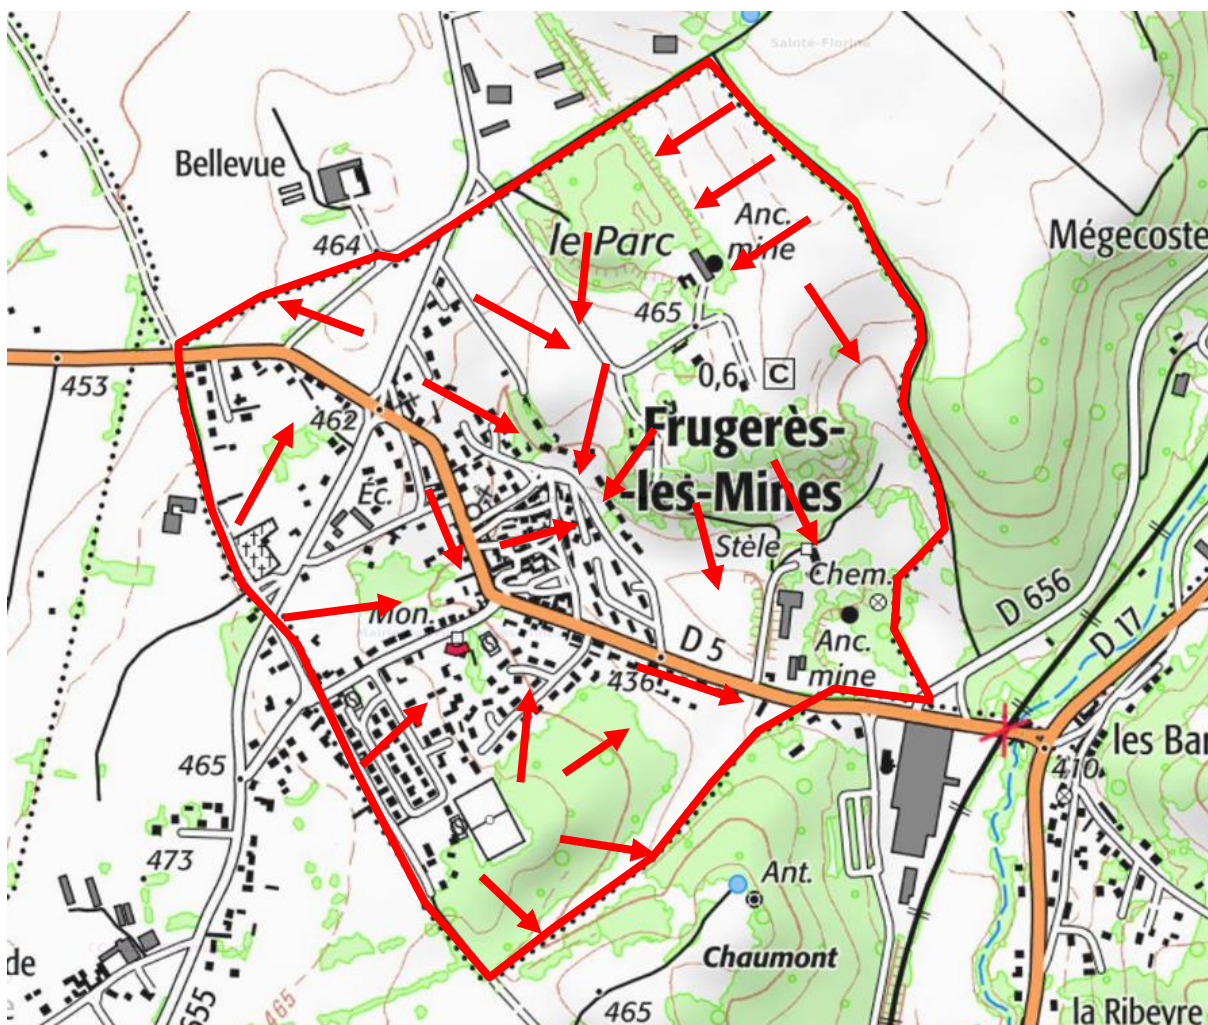 Sainte-Florine
Bellevue
464
le Parc
Anc.
mine
Mégecoste
465
453
0,6
C
462
Frugerès-
-les-Mines
Éc.
Stèle
Chem.
D 656
D 17
Mon.
D 5
Anc.
mine
436
les Bar
410
465
473
Ant.
Chaumont
de
655
465
465
la Ribeyre